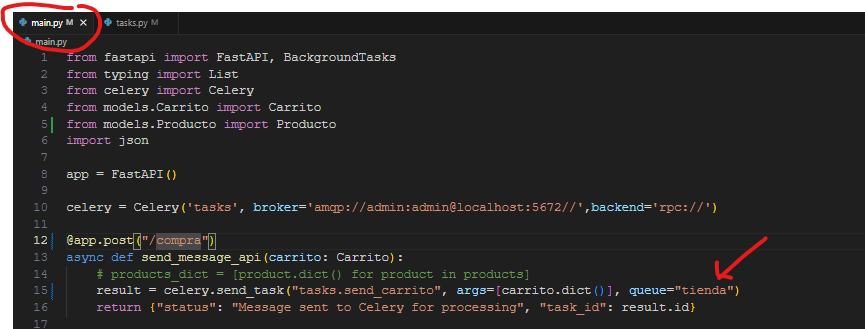 main.py M ✕ tasks.py M
main.py
1 from fastapi import FastAPI, BackgroundTasks
2 from typing import List
3 from celery import Celery
4 from models.Carrito import Carrito
5 from models.Producto import Producto
6 import json
7
8 app = FastAPI()
9
10 celery = Celery('tasks', broker='amqp://admin:admin@localhost:5672//',backend='rpc://')
11
12 @app.post("/compra")
13 async def send_message_api(carrito: Carrito):
14     # products_dict = [product.dict() for product in products]
15     result = celery.send_task("tasks.send_carrito", args=[carrito.dict()], queue="tienda")
16     return {"status": "Message sent to Celery for processing", "task_id": result.id}
17